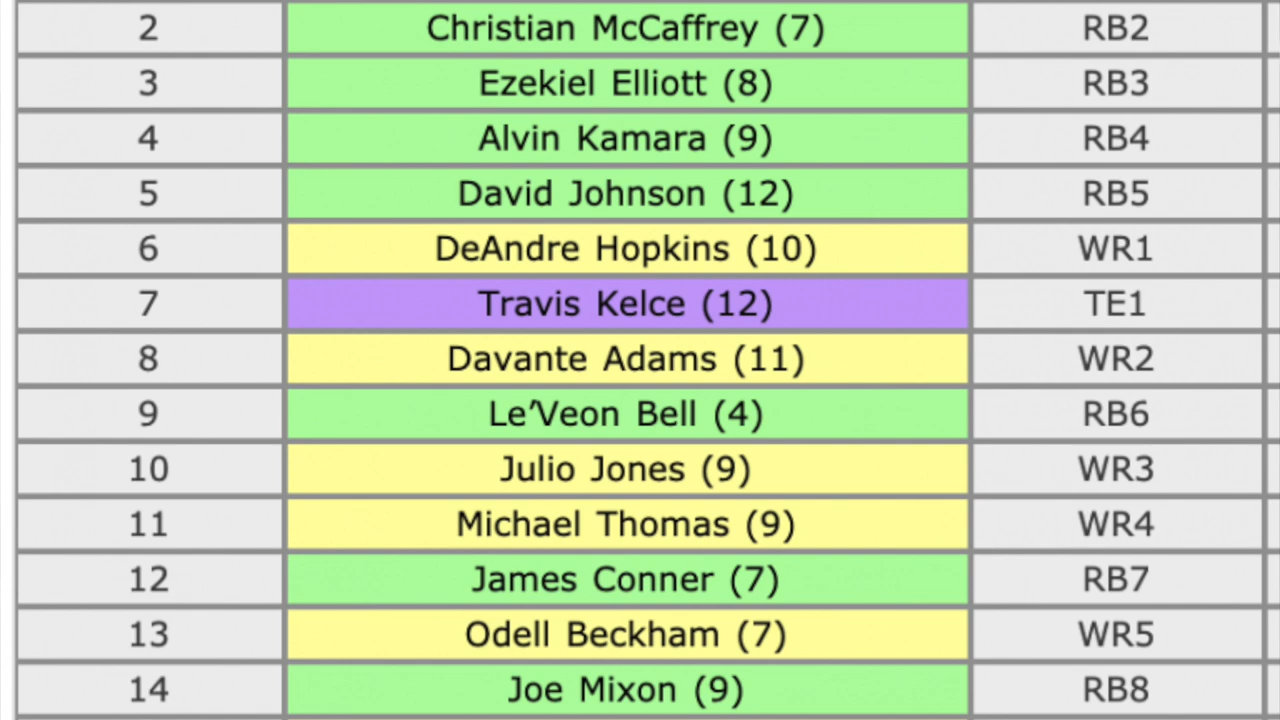 2 Christian McCaffrey (7) RB2
3 Ezekiel Elliott (8) RB3
4 Alvin Kamara (9) RB4
5 David Johnson (12) RB5
6 DeAndre Hopkins (10) WR1
7 Travis Kelce (12) TE1
8 Davante Adams (11) WR2
9 Le’Veon Bell (4) RB6
10 Julio Jones (9) WR3
11 Michael Thomas (9) WR4
12 James Conner (7) RB7
13 Odell Beckham (7) WR5
14 Joe Mixon (9) RB8